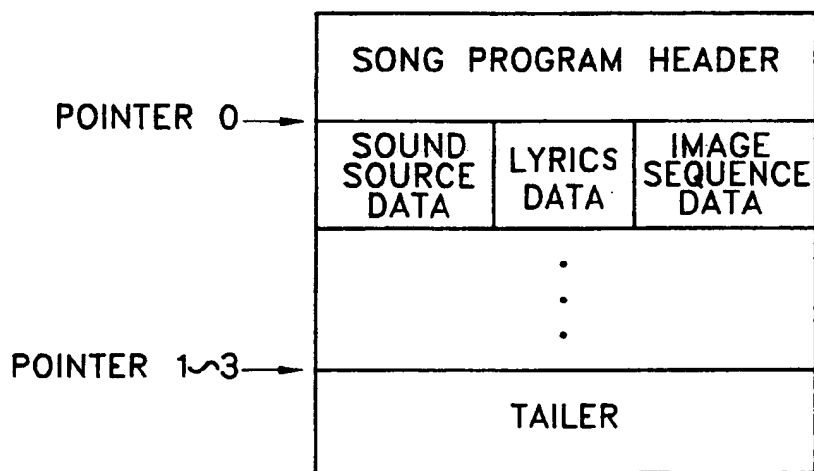 SONG PROGRAM HEADER
POINTER 0
SOUND
SOURCE
DATA
LYRICS
DATA
IMAGE
SEQUENCE
DATA
POINTER 1~3
TAILER